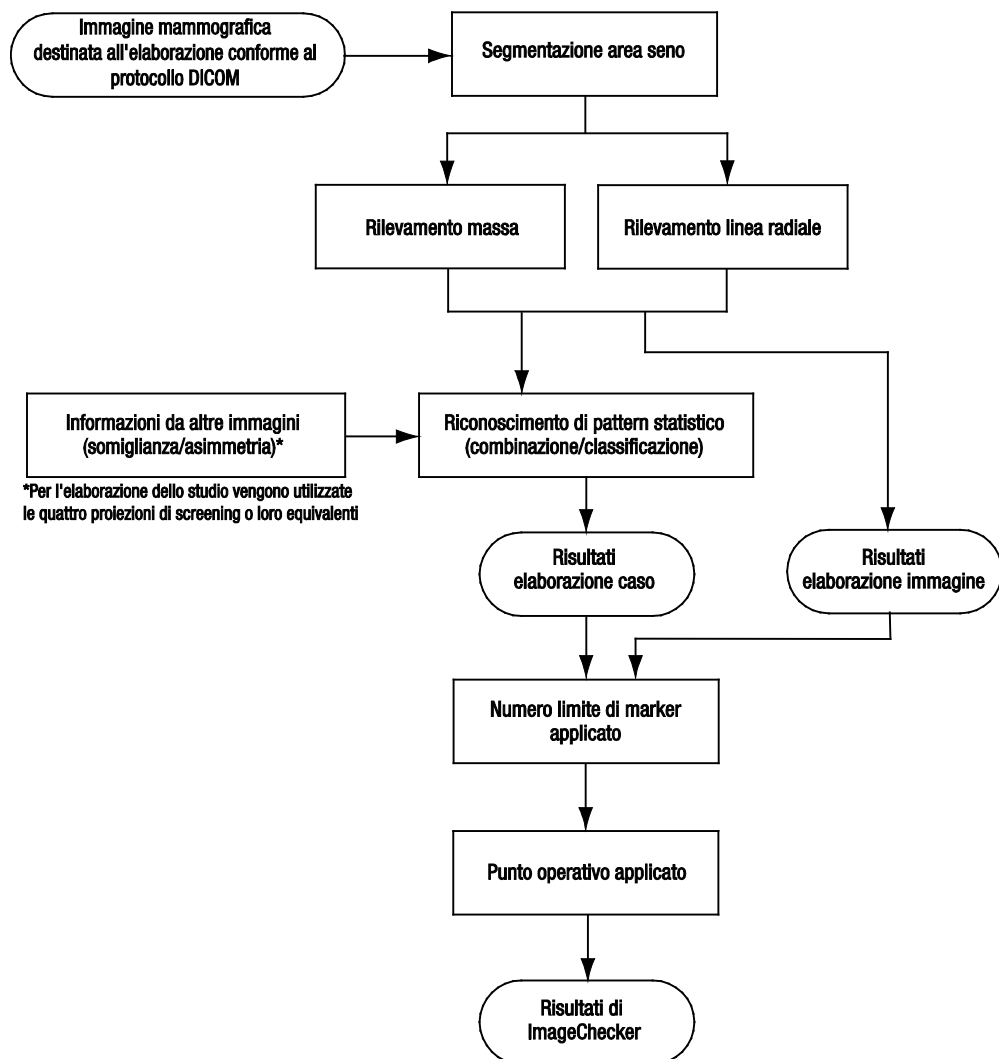 Immagine mammografica
destinata all'elaborazione conforme al
protocollo DICOM
Segmentazione area seno
Rilevamento massa
Rilevamento linea radiale
Informazioni da altre immagini
(somiglianza/asimmetria)*
Riconoscimento di pattern statistico
(combinazione/classificazione)
*Per l'elaborazione dello studio vengono utilizzate
le quattro proiezioni di screening o loro equivalenti
Risultati
elaborazione caso
Risultati
elaborazione immagine
Numero limite di marker
applicato
Punto operativo applicato
Risultati di
ImageChecker